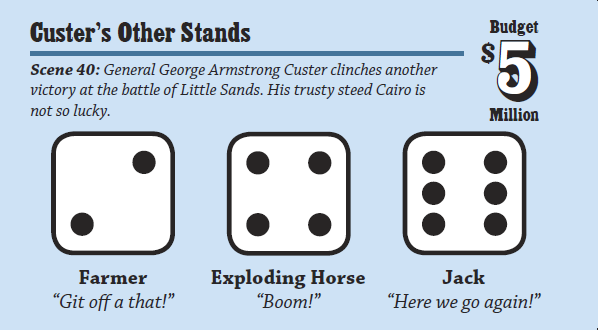 Custer's Other Stands
Budget
$5
Million
Scene 40: General George Armstrong Custer clinches another
victory at the battle of Little Sands. His trusty steed Cairo is
not so lucky.
Farmer
"Git off a that!"
Exploding Horse
"Boom!"
Jack
"Here we go again!"